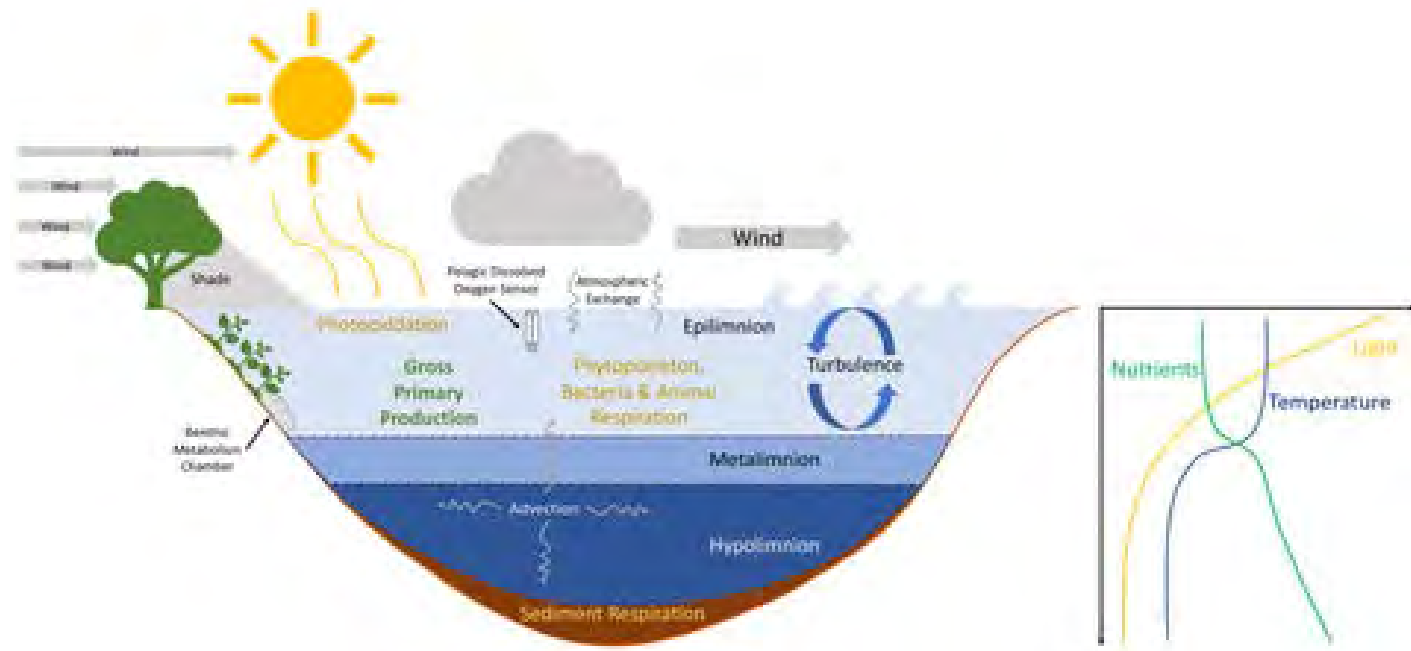 Wind
Wind
Wind
Wind
Wind
Shade
Pelagic Dissolved
Oxygen Sensor
Atmospheric
Exchange
Photooxidation
Epilimnion
Gross
Primary
Production
Phytoplankton,
Bacteria & Animal
Respiration
Turbulence
Benthic
Metabolism
Chamber
Metalimnion
Advection
Hypolimnion
Sediment Respiration
Light
Nutrients
Temperature